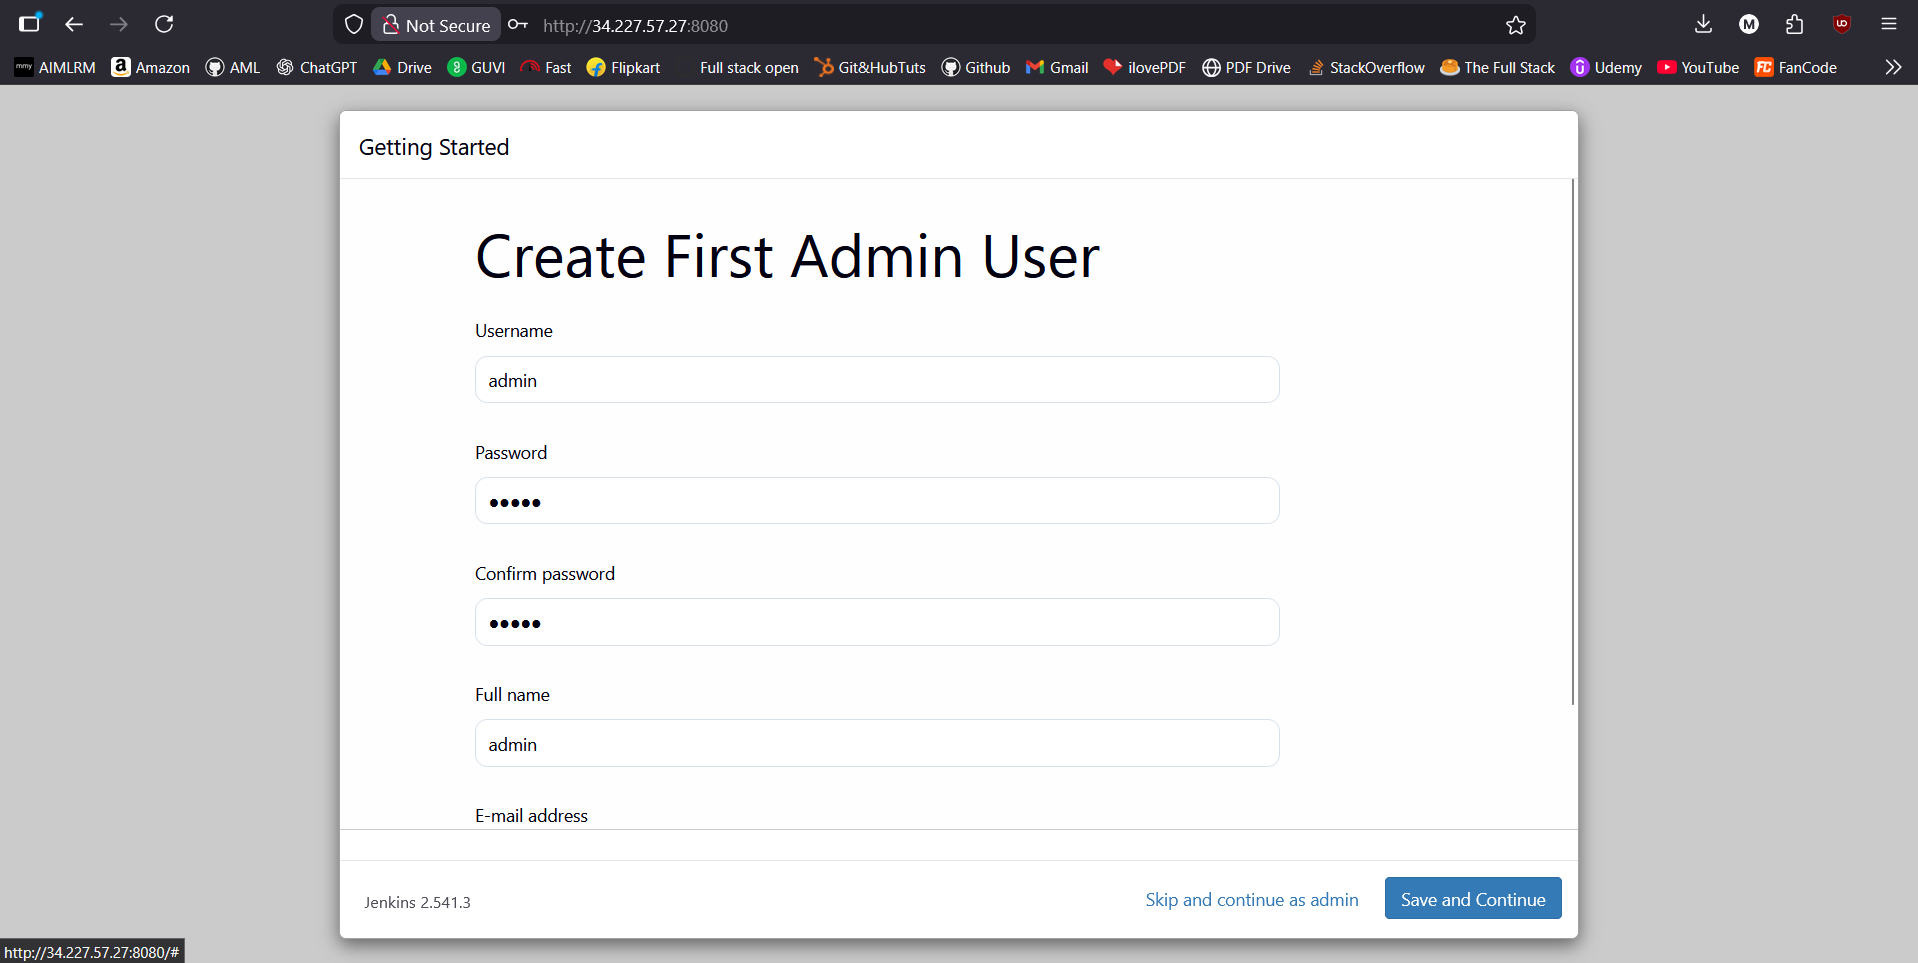 Not Secure http://34.227.57.27:8080
mmy AIMLRM a Amazon AML ChatGPT Drive 8 GUVI Fast Flipkart Full stack open Git&HubTuts Github Gmail ilovePDF PDF Drive StackOverflow The Full Stack Udemy YouTube FC FanCode
Getting Started
Create First Admin User
Username
admin
Password
•••••
Confirm password
•••••
Full name
admin
E-mail address
Jenkins 2.541.3
Skip and continue as admin
Save and Continue
http://34.227.57.27:8080/#